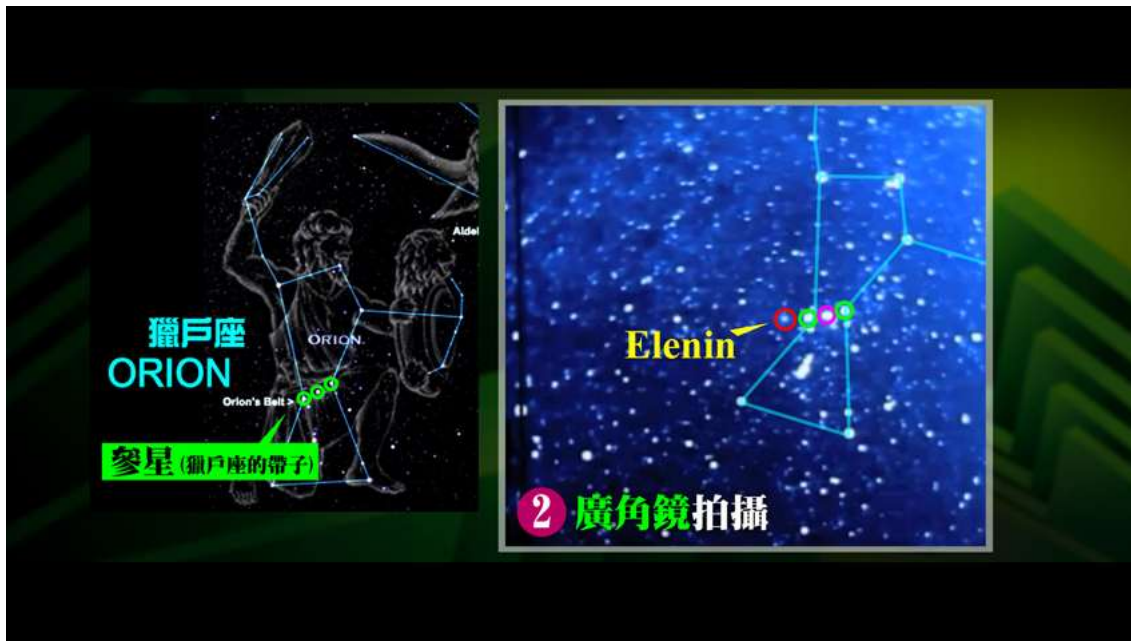 Aldel
獵戶座
ORION
ORION
Orion's Belt >
參星 (獵戶座的帶子)
Elenin
2 廣角鏡拍攝